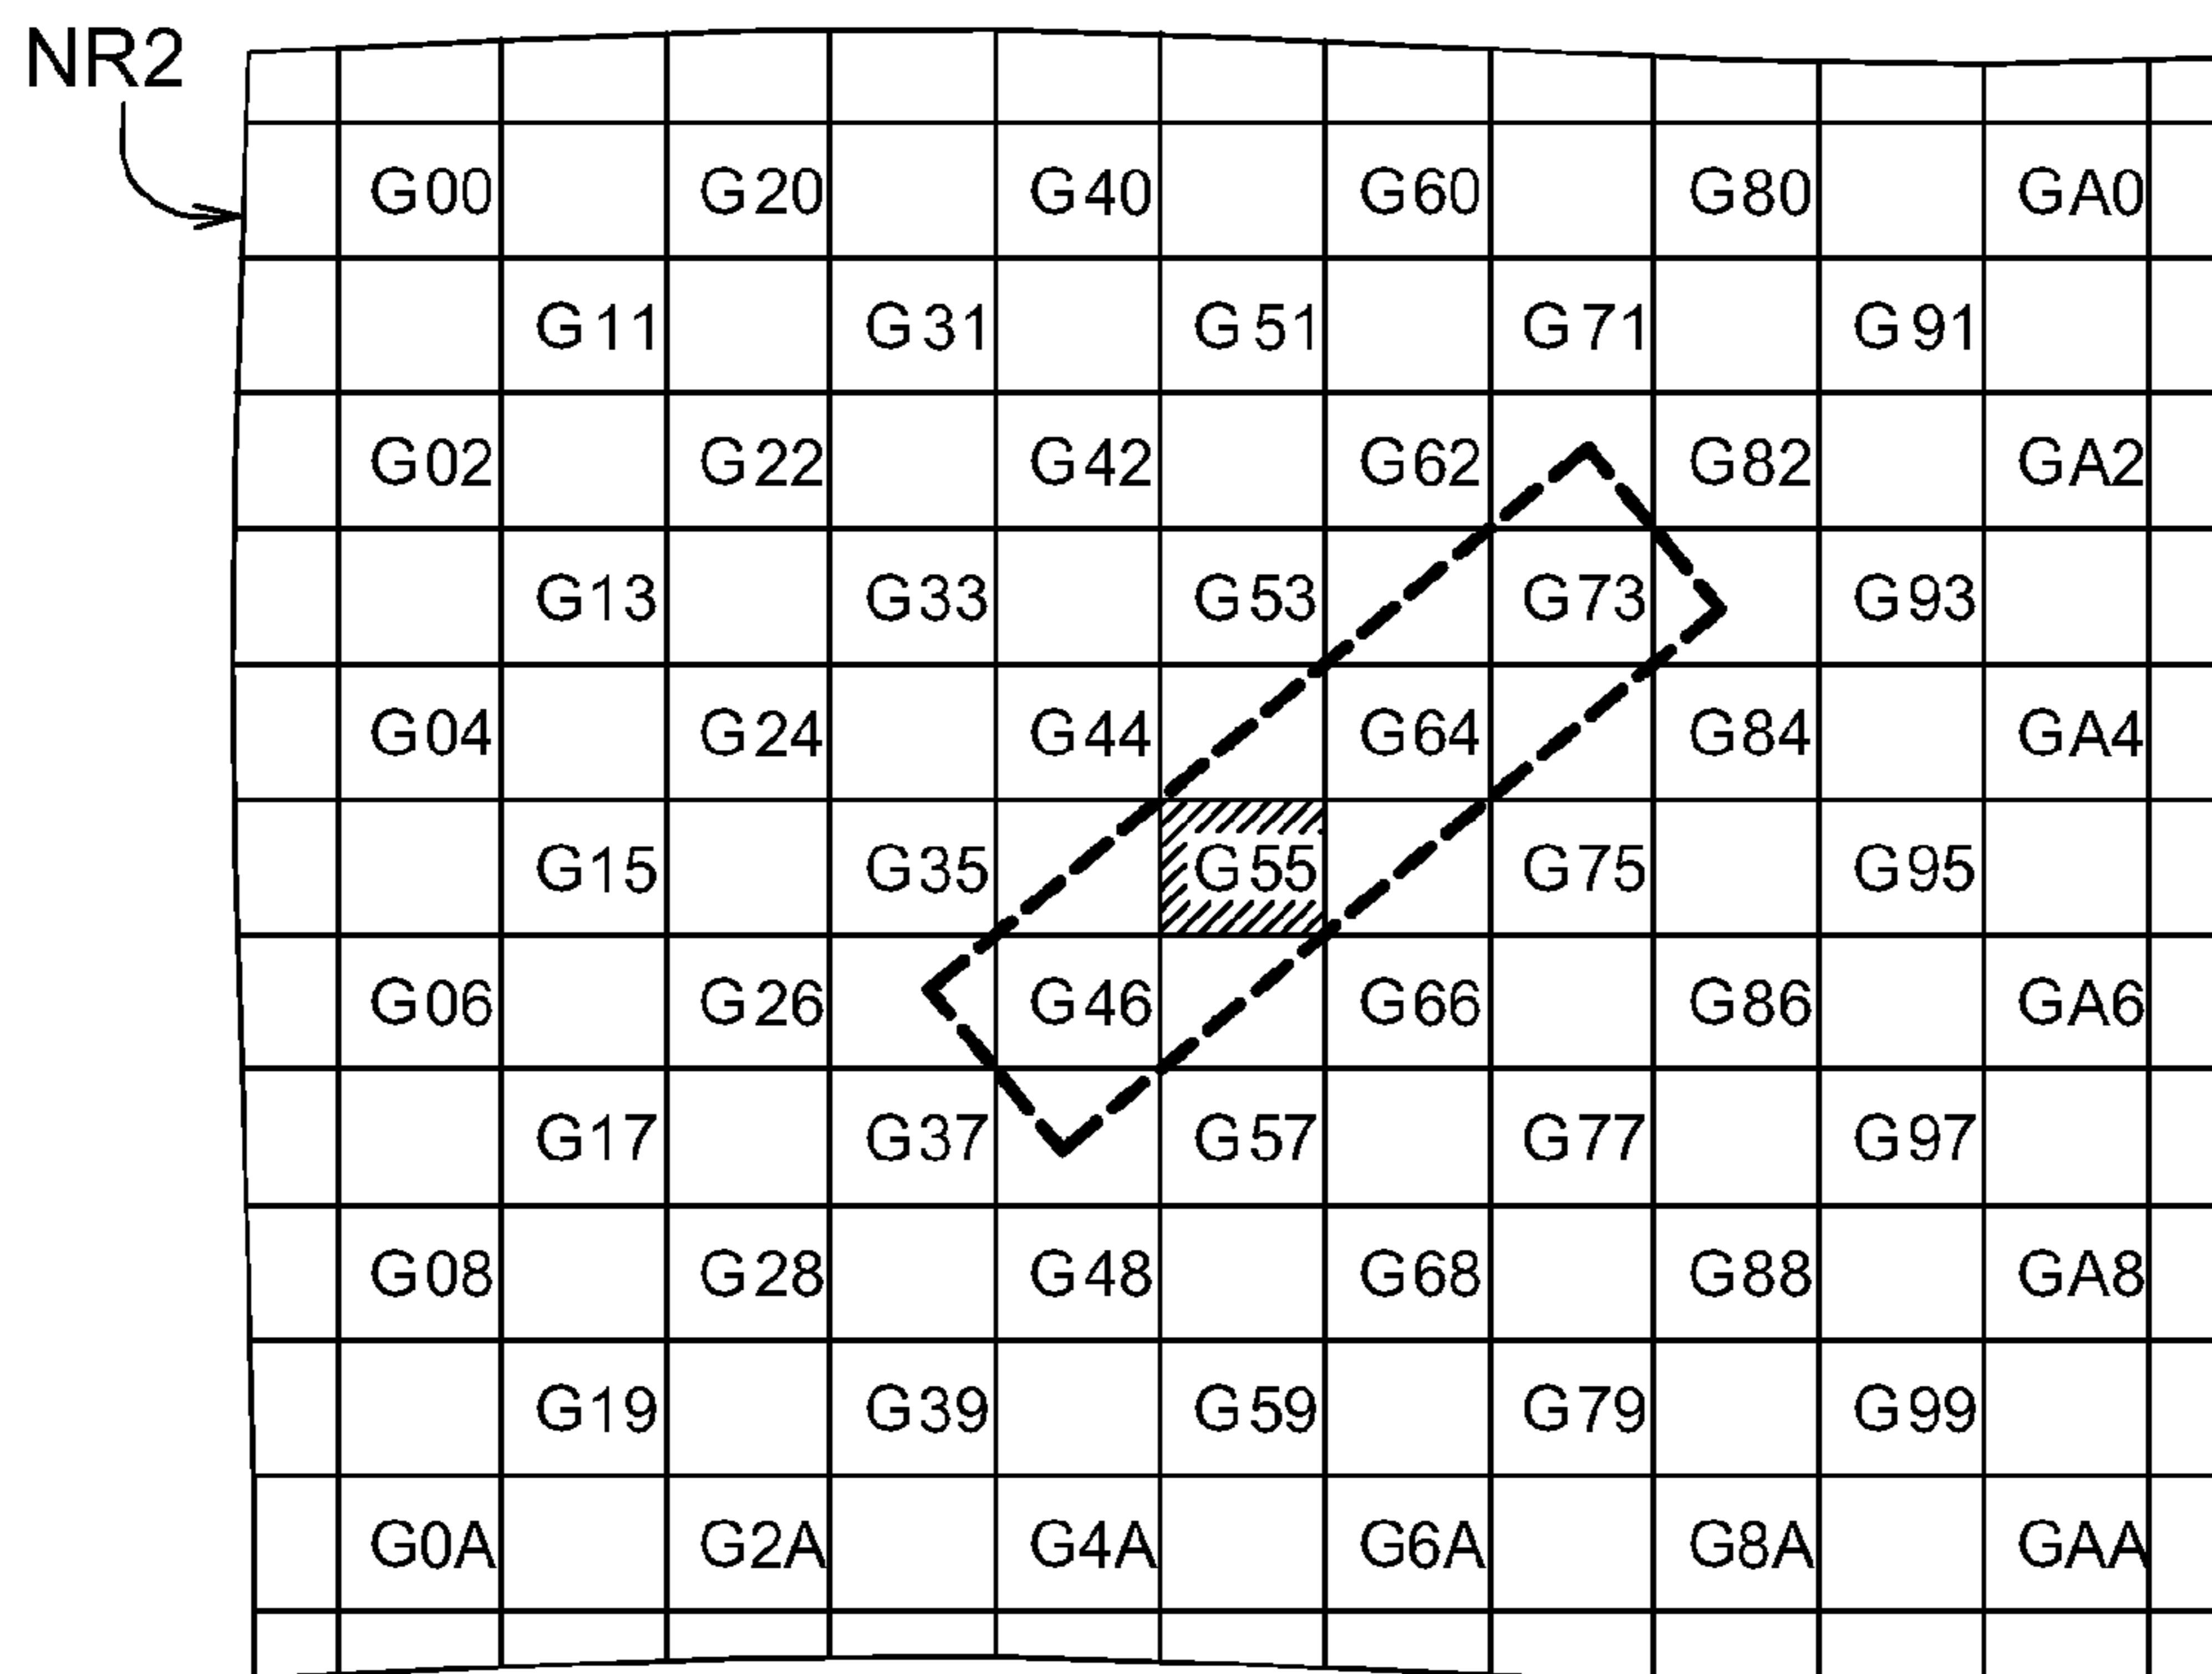 NR2
G00 G20 G40 G60 G80 GA0
G11 G31 G51 G71 G91
G02 G22 G42 G62 G82 GA2
G13 G33 G53 G73 G93
G04 G24 G44 G64 G84 GA4
G15 G35 G55 G75 G95
G06 G26 G46 G66 G86 GA6
G17 G37 G57 G77 G97
G08 G28 G48 G68 G88 GA8
G19 G39 G59 G79 G99
G0A G2A G4A G6A G8A GAA